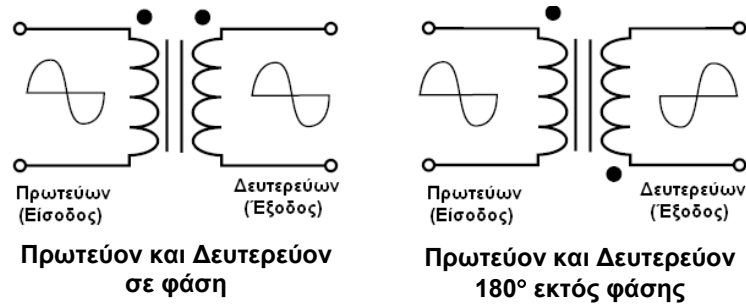 Πρωτεύων
(Είσοδος)
Δευτερεύων
(Έξοδος)
Πρωτεύον και Δευτερεύον
σε φάση
Πρωτεύων
(Είσοδος)
Δευτερεύων
(Έξοδος)
Πρωτεύον και Δευτερεύον
180° εκτός φάσης